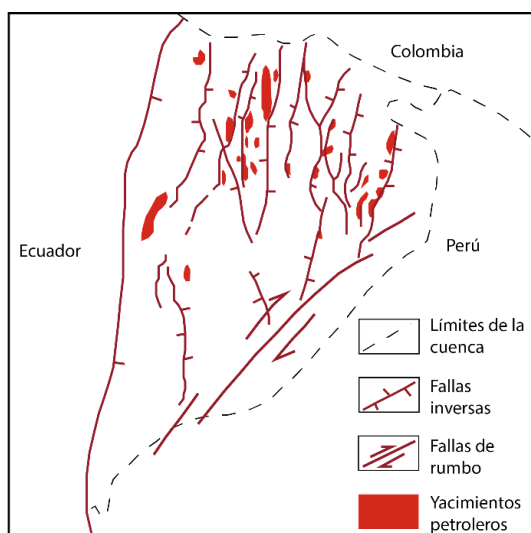 Colombia
Ecuador
Perú
Límites de la
cuenca
Fallas
inversas
Fallas de
rumbo
Yacimientos
petroleros